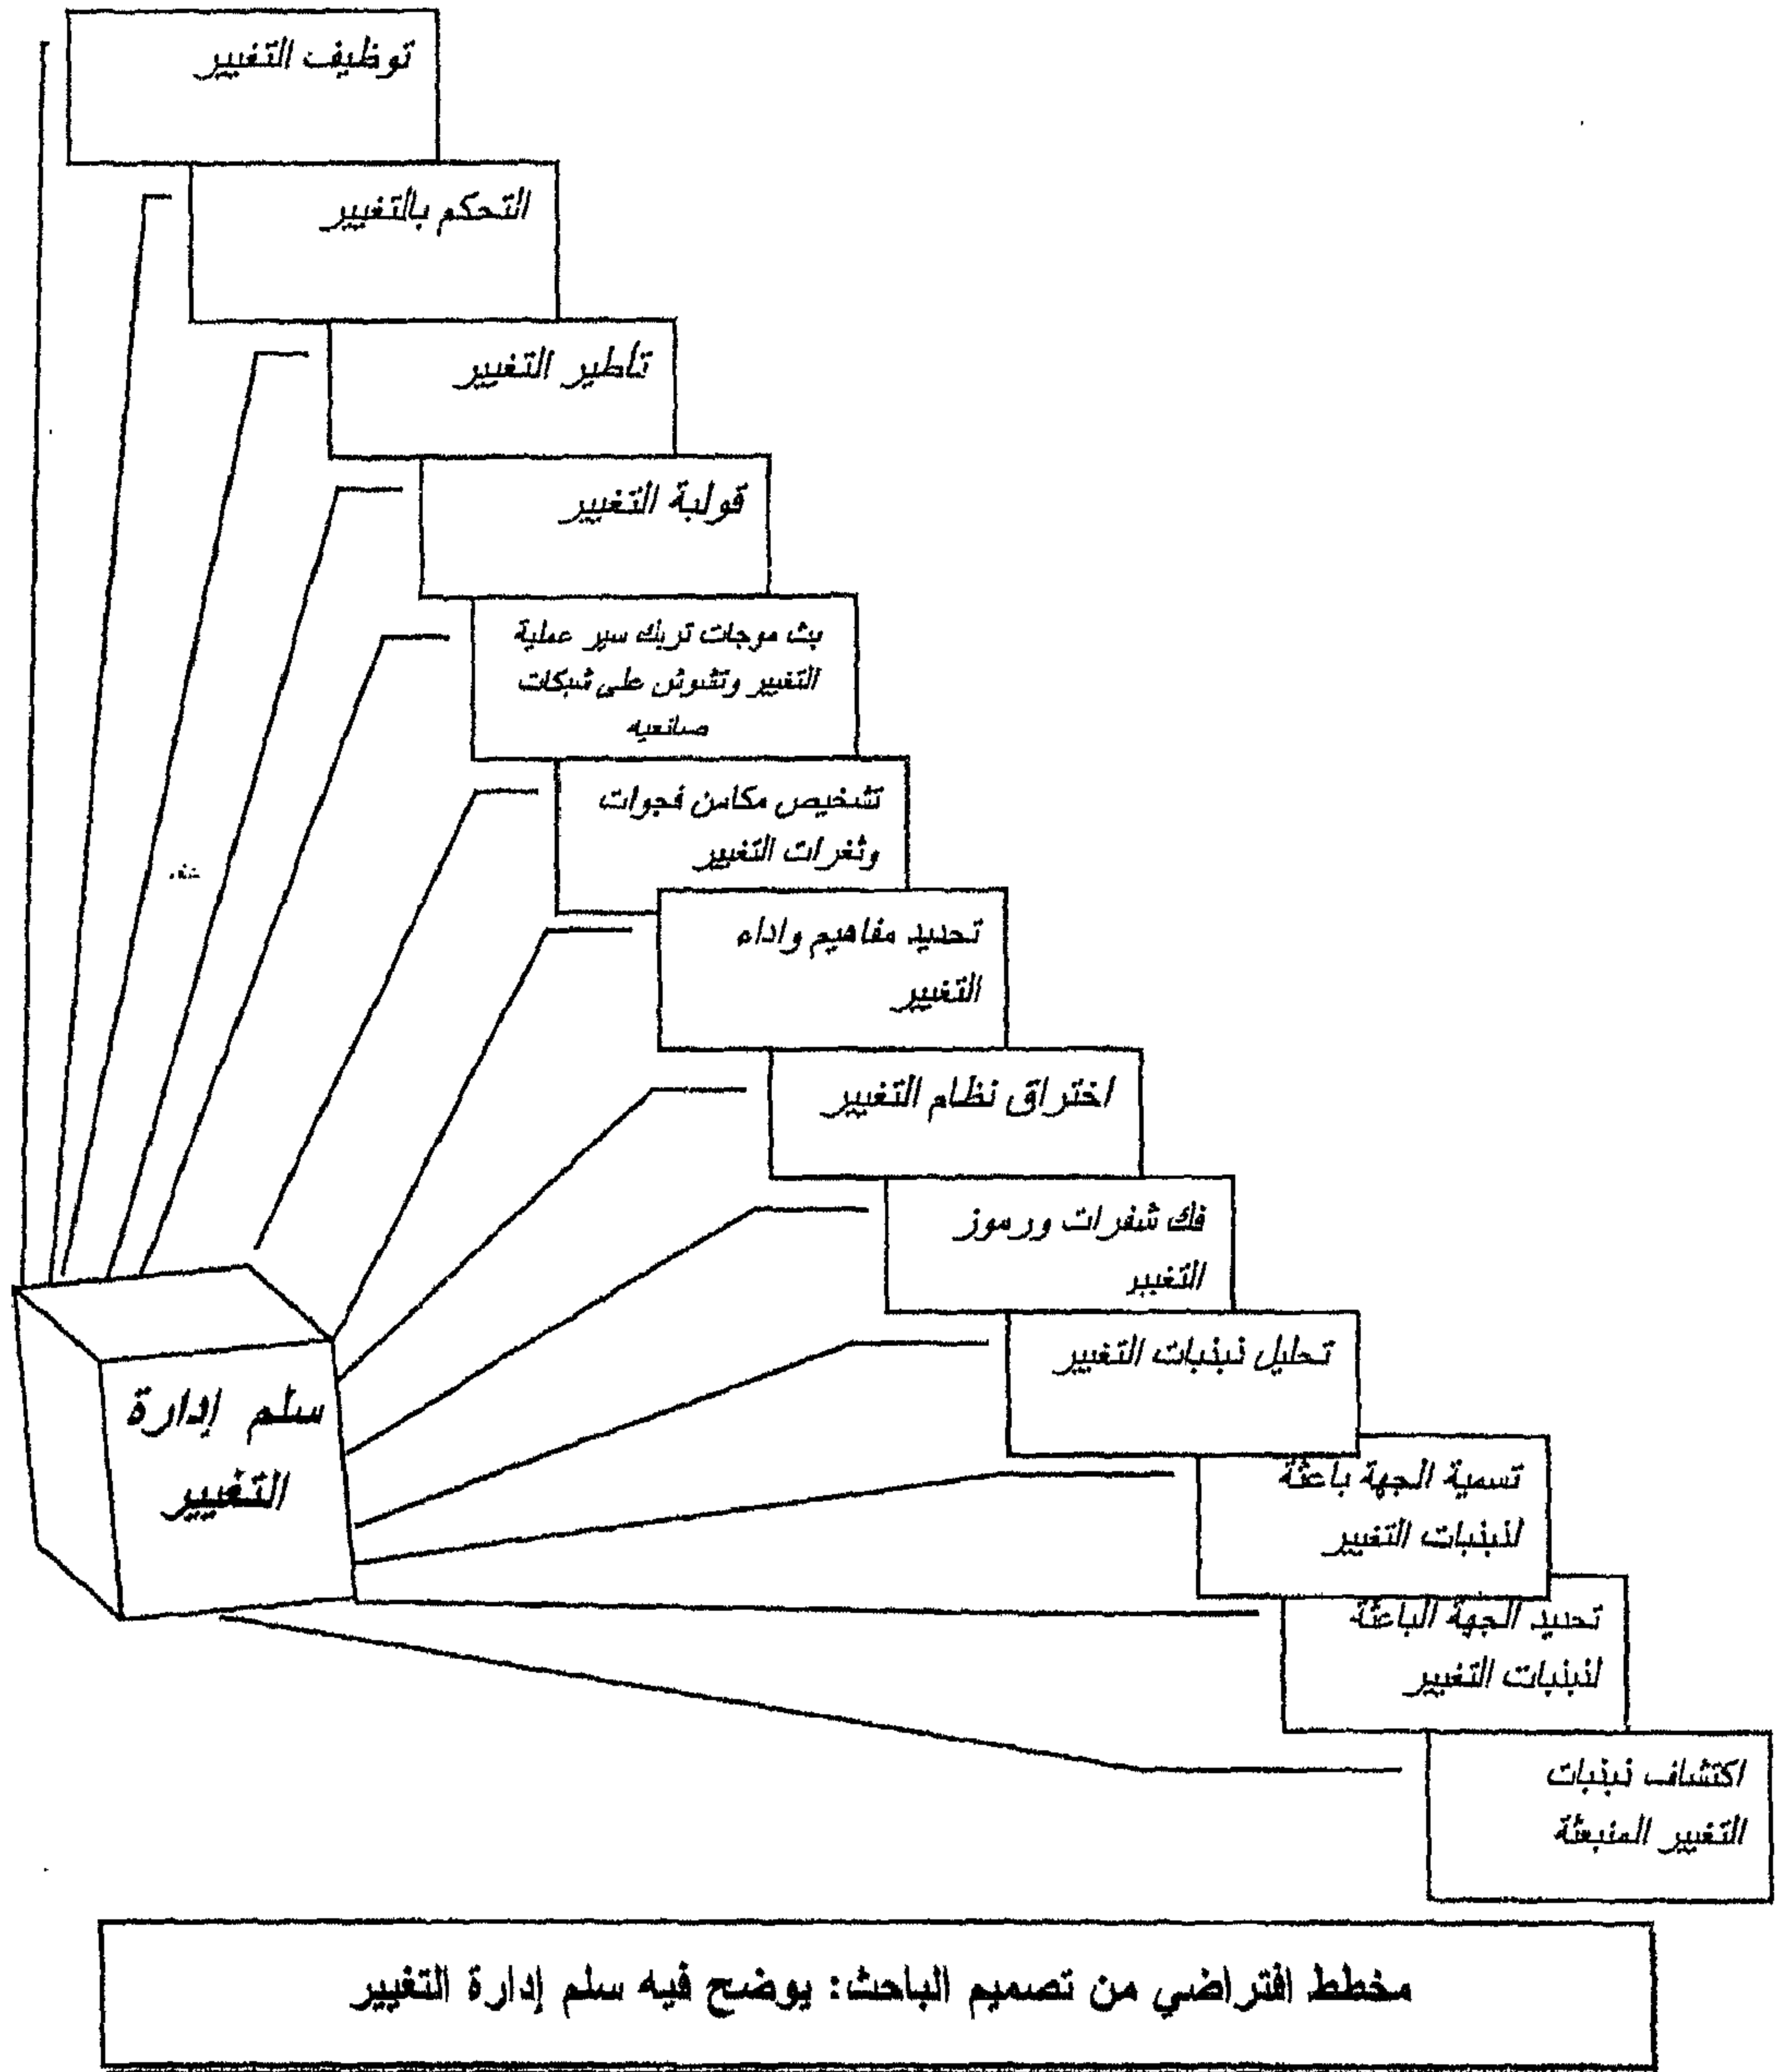 توظيف التغيير
التحكم بالتغيير
تأطير التغيير
قولبة التغيير
بث موجات تربك سير عملية
التغيير وتشوش على شبكات
صانعيه
تشخيص مكامن فجوات
وثغرات التغيير
تحديد مفاهيم واداء
التغيير
اختراق نظام التغيير
فك شفرات ورموز
التغيير
تحليل ذبذبات التغيير
تسمية الجهة باعثة
لذبذبات التغيير
تحديد الجهة الباعثة
لذبذبات التغيير
اكتشاف ذبذبات
التغيير المنبعثة
سلم إدارة
التغيير
مخطط افتراضي من تصميم الباحث: يوضح فيه سلم إدارة التغيير